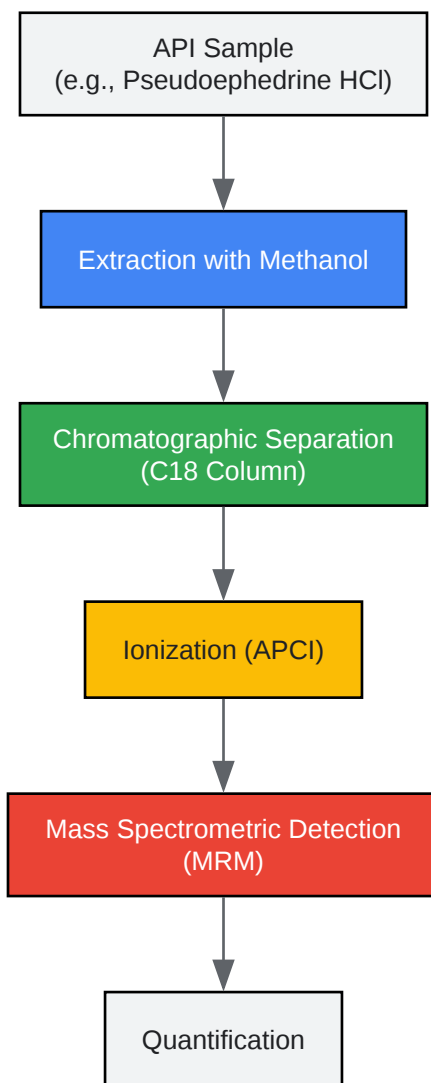 API Sample
(e.g., Pseudoephedrine HCl)
Extraction with Methanol
Chromatographic Separation
(C18 Column)
Ionization (APCI)
Mass Spectrometric Detection
(MRM)
Quantification